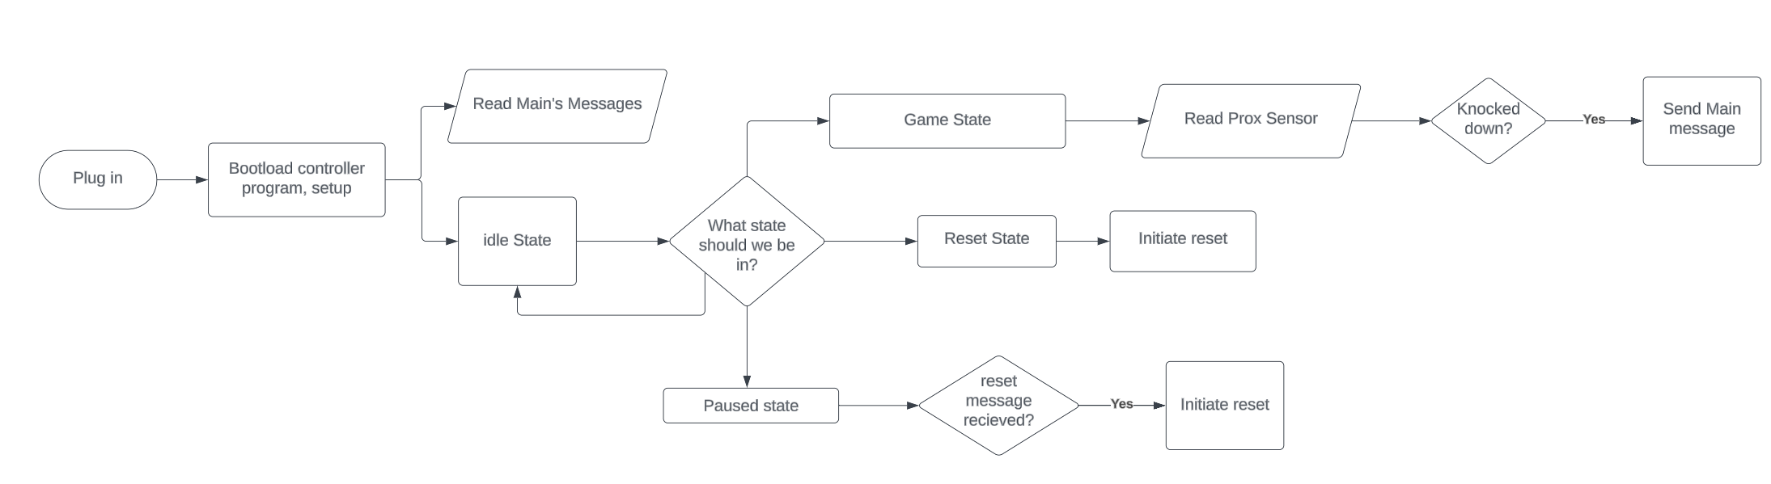 Plug in
Bootload controller
program, setup
Read Main's Messages
idle State
What state
should we be
in?
Game State
Read Prox Sensor
Knocked
down?
Yes
Send Main
message
Reset State
Initiate reset
Paused state
reset
message
recieved?
Yes
Initiate reset